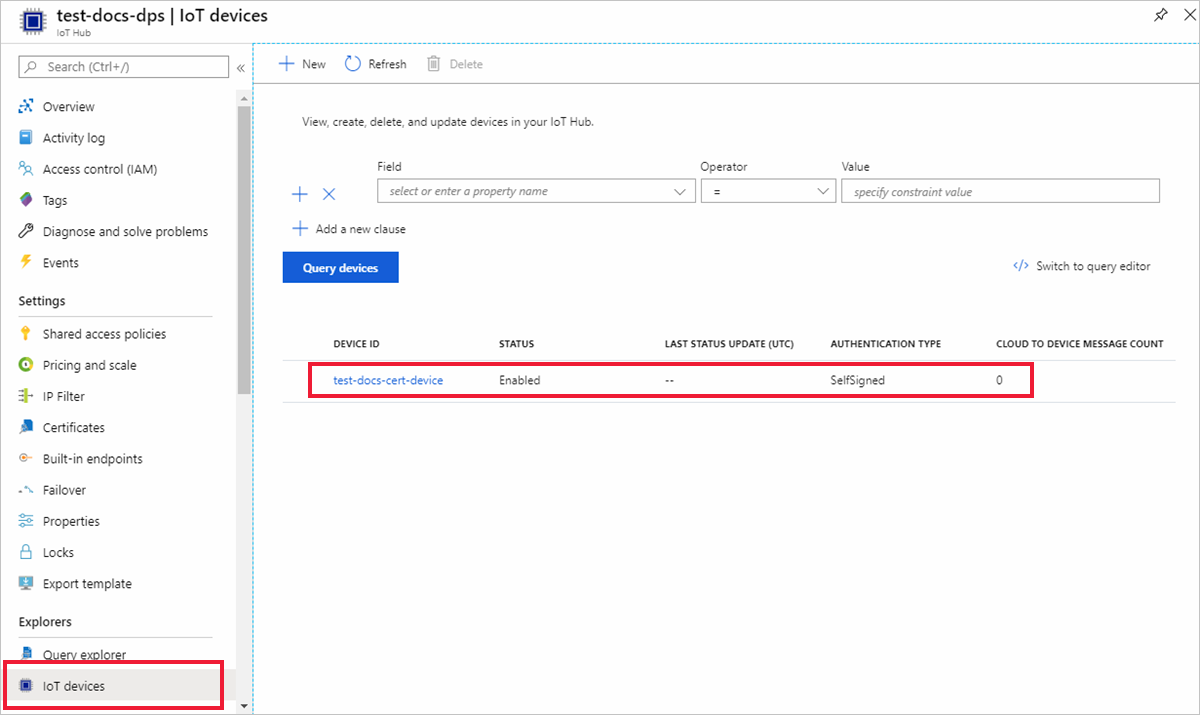 test-docs-dps | IoT devices
IoT Hub
Search (Ctrl+/)
«
Overview
Activity log
Access control (IAM)
Tags
Diagnose and solve problems
Events
Settings
Shared access policies
Pricing and scale
IP Filter
Certificates
Built-in endpoints
Failover
Properties
Locks
Export template
Explorers
Query explorer
IoT devices
New Refresh Delete
View, create, delete, and update devices in your IoT Hub.
Field Operator Value
select or enter a property name = specify constraint value
Add a new clause
Query devices </> Switch to query editor
DEVICE ID STATUS LAST STATUS UPDATE (UTC) AUTHENTICATION TYPE CLOUD TO DEVICE MESSAGE COUNT
test-docs-cert-device Enabled -- SelfSigned 0